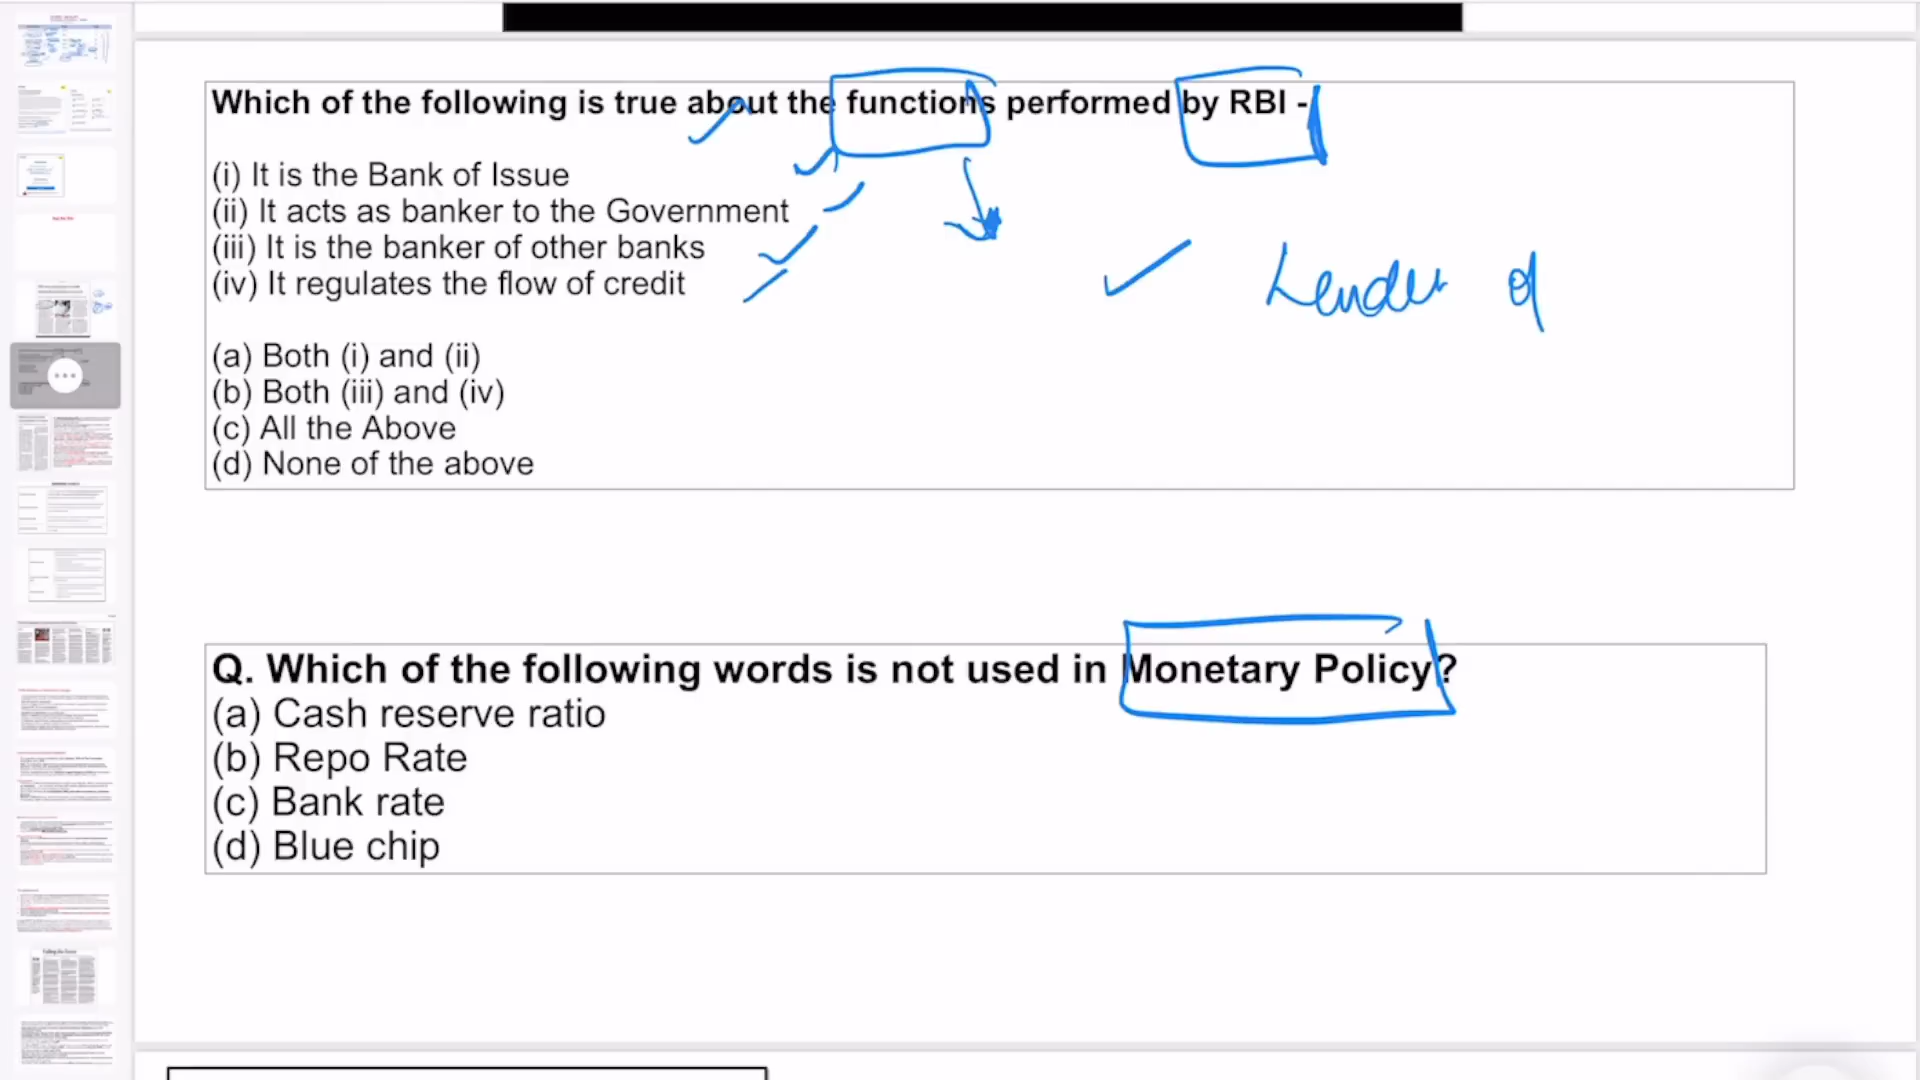 Which of the following is true about the functions performed by RBI -
(i) It is the Bank of Issue
(ii) It acts as banker to the Government
(iii) It is the banker of other banks
(iv) It regulates the flow of credit
Lender of
(a) Both (i) and (ii)
(b) Both (iii) and (iv)
(c) All the Above
(d) None of the above
Q. Which of the following words is not used in Monetary Policy?
(a) Cash reserve ratio
(b) Repo Rate
(c) Bank rate
(d) Blue chip